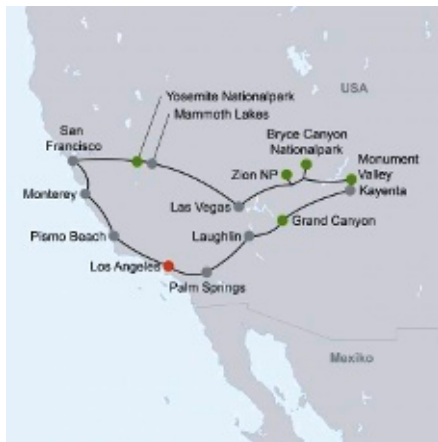 Yosemite Nationalpark
Mammoth Lakes
USA
San
Francisco
Bryce Canyon
Nationalpark
Monument
Valley
Zion NP
Kayenta
Monterey
Las Vegas
Grand Canyon
Pismo Beach
Laughlin
Los Angeles
Palm Springs
Mexiko